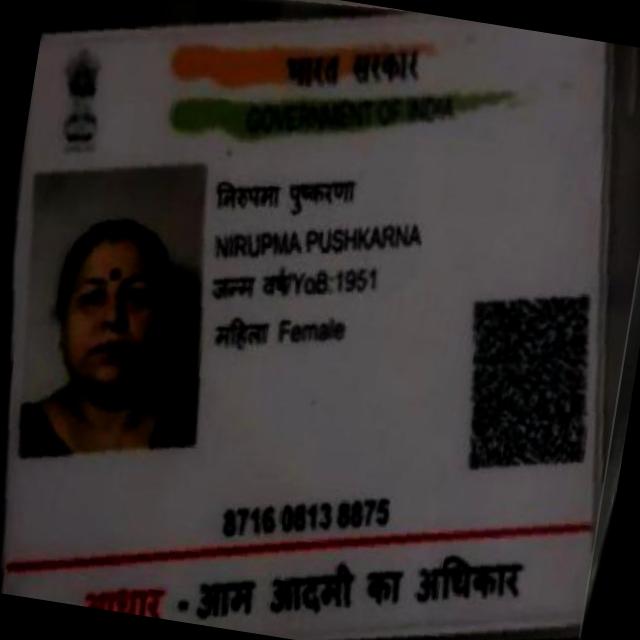 भारत सरकार
GOVERNMENT OF INDIA
निरुपमा पुष्करणा
NIRUPMA PUSHKARNA
जन्म वर्ष/YoB:1951
महिला Female
8716 0613 8875
आधार - आम आदमी का अधिकार